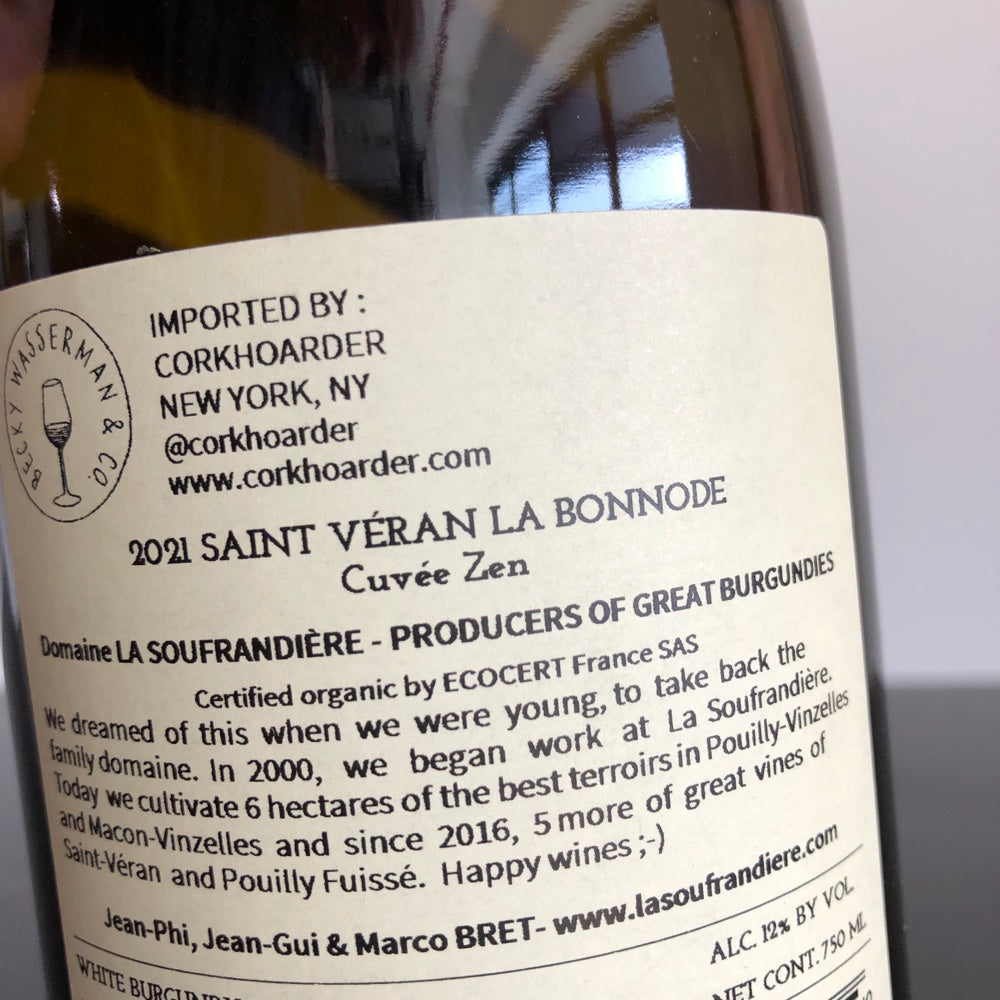 BECKY WASSERMAN & CO.
IMPORTED BY :
CORKHOARDER
NEW YORK, NY
@corkhoarder
www.corkhoarder.com
2021 SAINT VÉRAN LA BONNODE
Cuvée Zen
Domaine LA SOUFRANDIÈRE - PRODUCERS OF GREAT BURGUNDIES
Certified organic by ECOCERT France SAS
We dreamed of this when we were young, to take back the
family domaine. In 2000, we began work at La Soufrandière.
Today we cultivate 6 hectares of the best terroirs in Pouilly-Vinzelles
and Macon-Vinzelles and since 2016, 5 more of great vines of
Saint-Véran and Pouilly Fuissé. Happy wines ;-)
Jean-Phi, Jean-Gui & Marco BRET- www.lasoufrandiere.com
ALC. 12% BY VOL.
WHITE
NET CONT. 750 ML